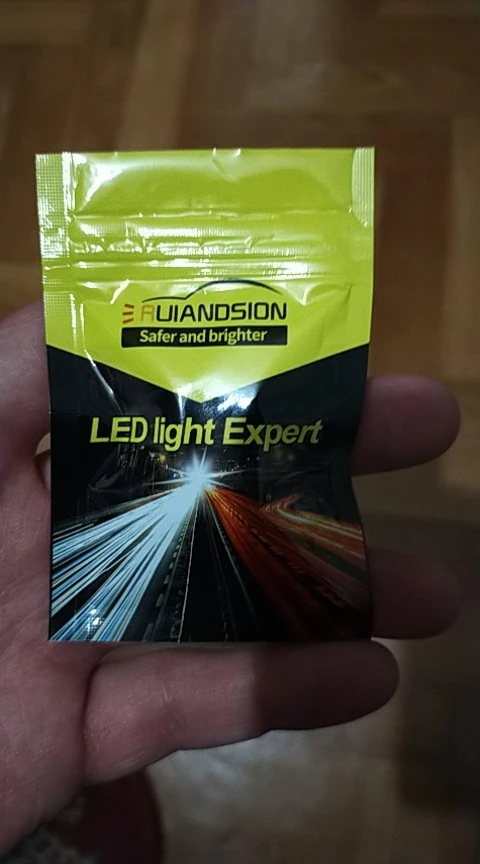 RUIANDSION
Safer and brighter
LED light Expert